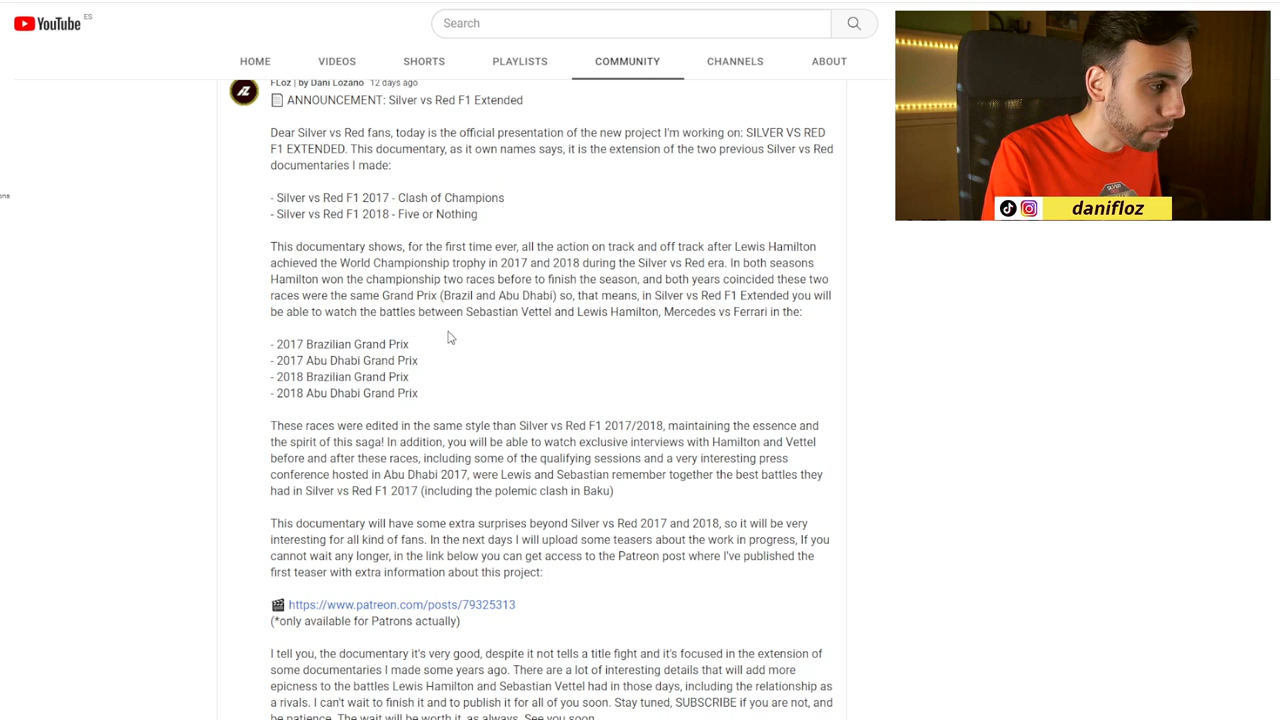 YouTube ES
Search
HOME VIDEOS SHORTS PLAYLISTS COMMUNITY CHANNELS ABOUT
FLoz | by Dani Lozano 12 days ago
ANNOUNCEMENT: Silver vs Red F1 Extended
Dear Silver vs Red fans, today is the official presentation of the new project I'm working on: SILVER VS RED
F1 EXTENDED. This documentary, as it own names says, it is the extension of the two previous Silver vs Red
documentaries I made:
- Silver vs Red F1 2017 - Clash of Champions
- Silver vs Red F1 2018 - Five or Nothing
This documentary shows, for the first time ever, all the action on track and off track after Lewis Hamilton
achieved the World Championship trophy in 2017 and 2018 during the Silver vs Red era. In both seasons
Hamilton won the championship two races before to finish the season, and both years coincided these two
races were the same Grand Prix (Brazil and Abu Dhabi) so, that means, in Silver vs Red F1 Extended you will
be able to watch the battles between Sebastian Vettel and Lewis Hamilton, Mercedes vs Ferrari in the:
- 2017 Brazilian Grand Prix
- 2017 Abu Dhabi Grand Prix
- 2018 Brazilian Grand Prix
- 2018 Abu Dhabi Grand Prix
These races were edited in the same style than Silver vs Red F1 2017/2018, maintaining the essence and
the spirit of this saga! In addition, you will be able to watch exclusive interviews with Hamilton and Vettel
before and after these races, including some of the qualifying sessions and a very interesting press
conference hosted in Abu Dhabi 2017, were Lewis and Sebastian remember together the best battles they
had in Silver vs Red F1 2017 (including the polemic clash in Baku)
This documentary will have some extra surprises beyond Silver vs Red 2017 and 2018, so it will be very
interesting for all kind of fans. In the next days I will upload some teasers about the work in progress, If you
cannot wait any longer, in the link below you can get access to the Patreon post where I've published the
first teaser with extra information about this project:
https://www.patreon.com/posts/79325313
(*only available for Patrons actually)
I tell you, the documentary it's very good, despite it not tells a title fight and it's focused in the extension of
some documentaries I made some years ago. There are a lot of interesting details that will add more
epicness to the battles Lewis Hamilton and Sebastian Vettel had in those days, including the relationship as
a rivals. I can't wait to finish it and to publish it for all of you soon. Stay tuned, SUBSCRIBE if you are not, and
be patience. The wait will be worth it, as always. See you soon
danifloz